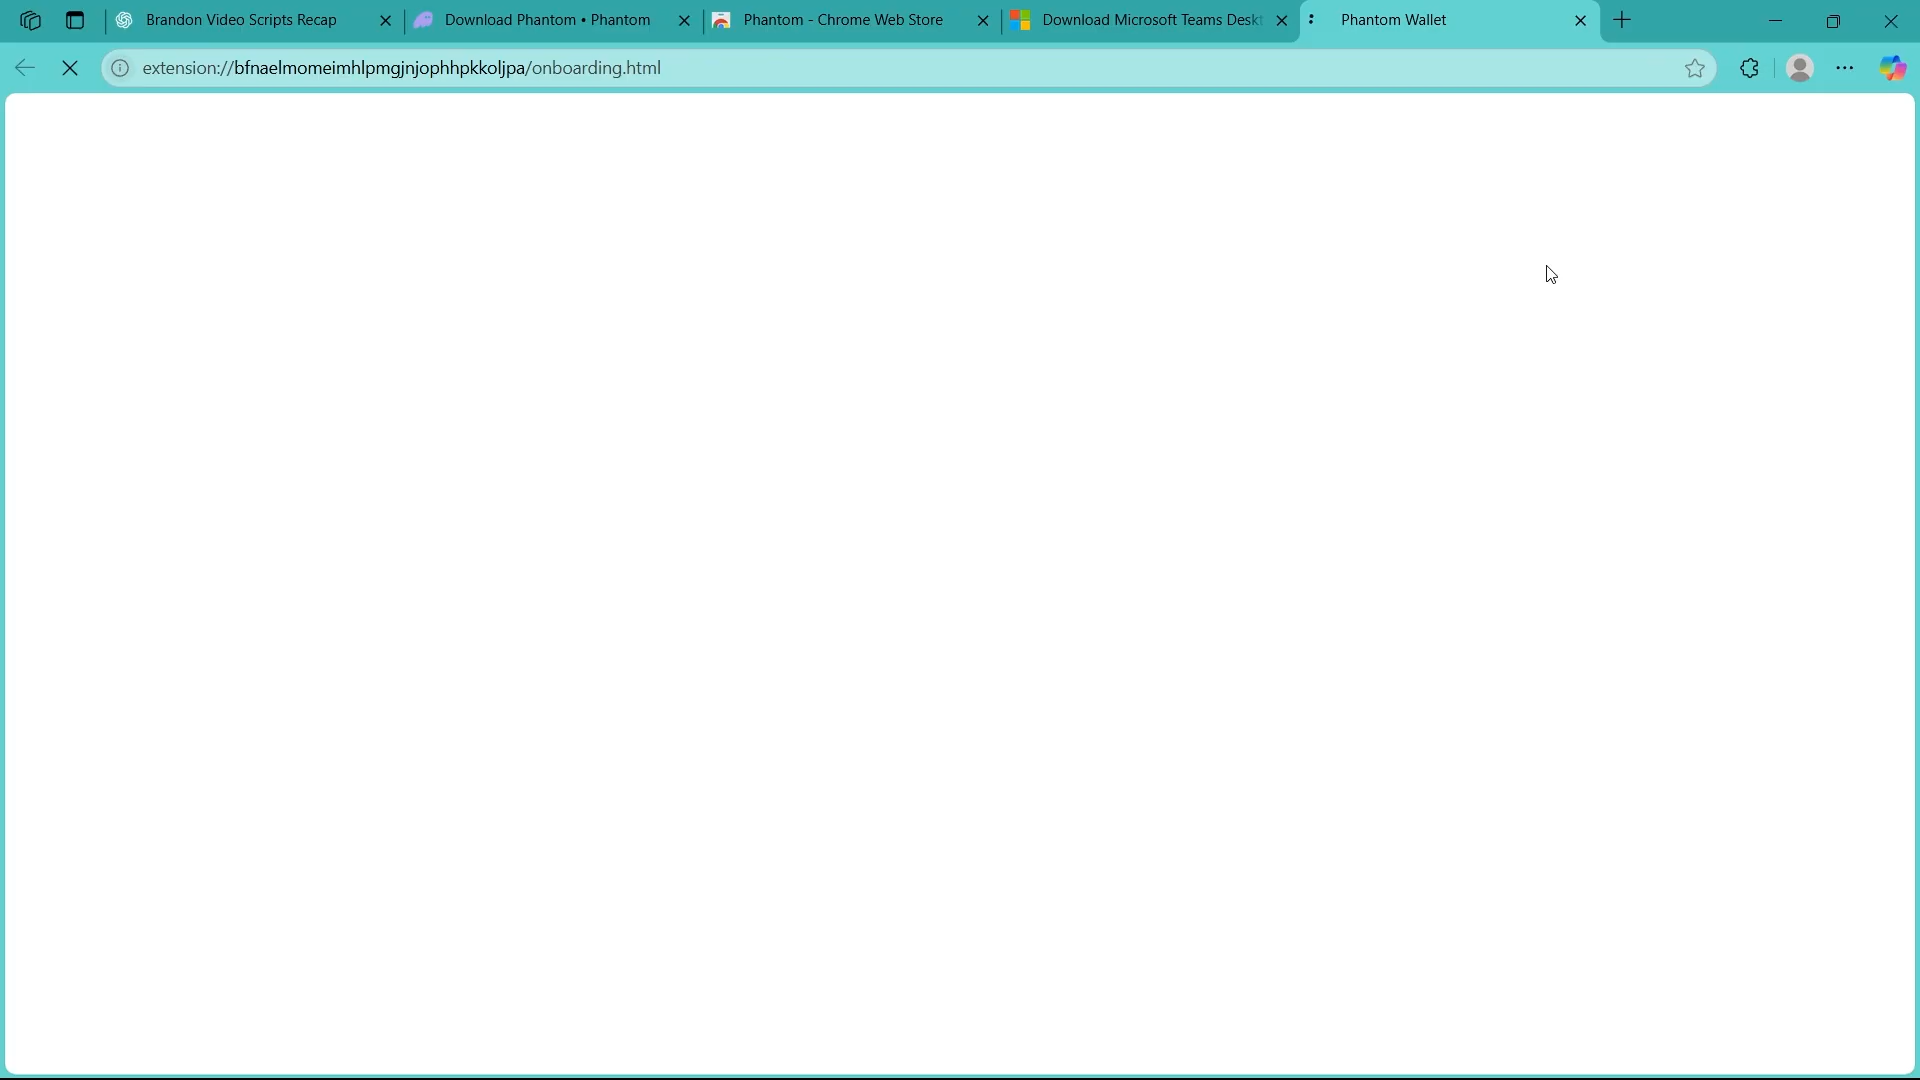 Brandon Video Scripts Recap
Download Phantom • Phantom
Phantom - Chrome Web Store
Download Microsoft Teams Deskt
Phantom Wallet
extension://bfnaelmomeimhlpmgjnjophhpkkoljpa/onboarding.html